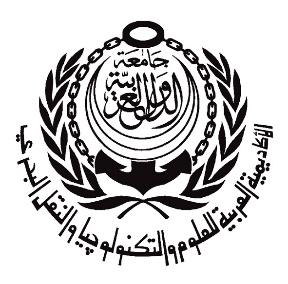 جامعة
الدول العربية
الأكاديمية العربية للعلوم والتكنولوجيا والنقل البحري